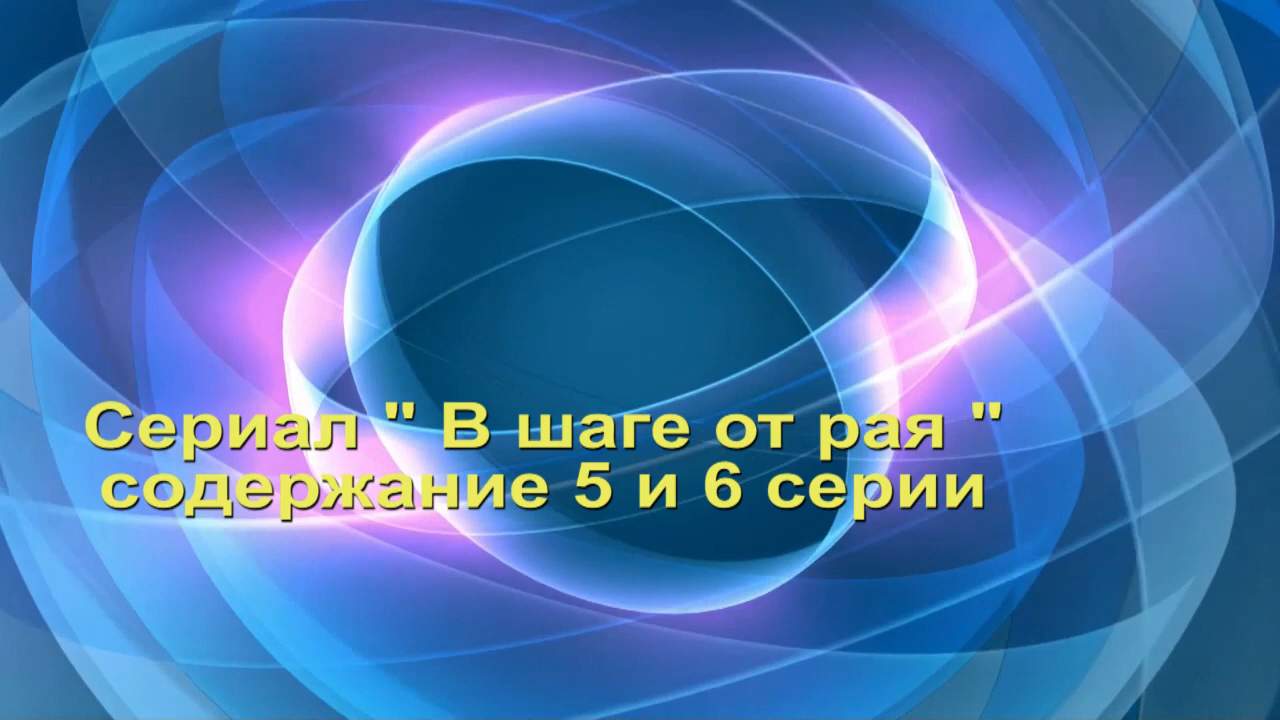 Сериал " В шаге от рая "
содержание 5 и 6 серии